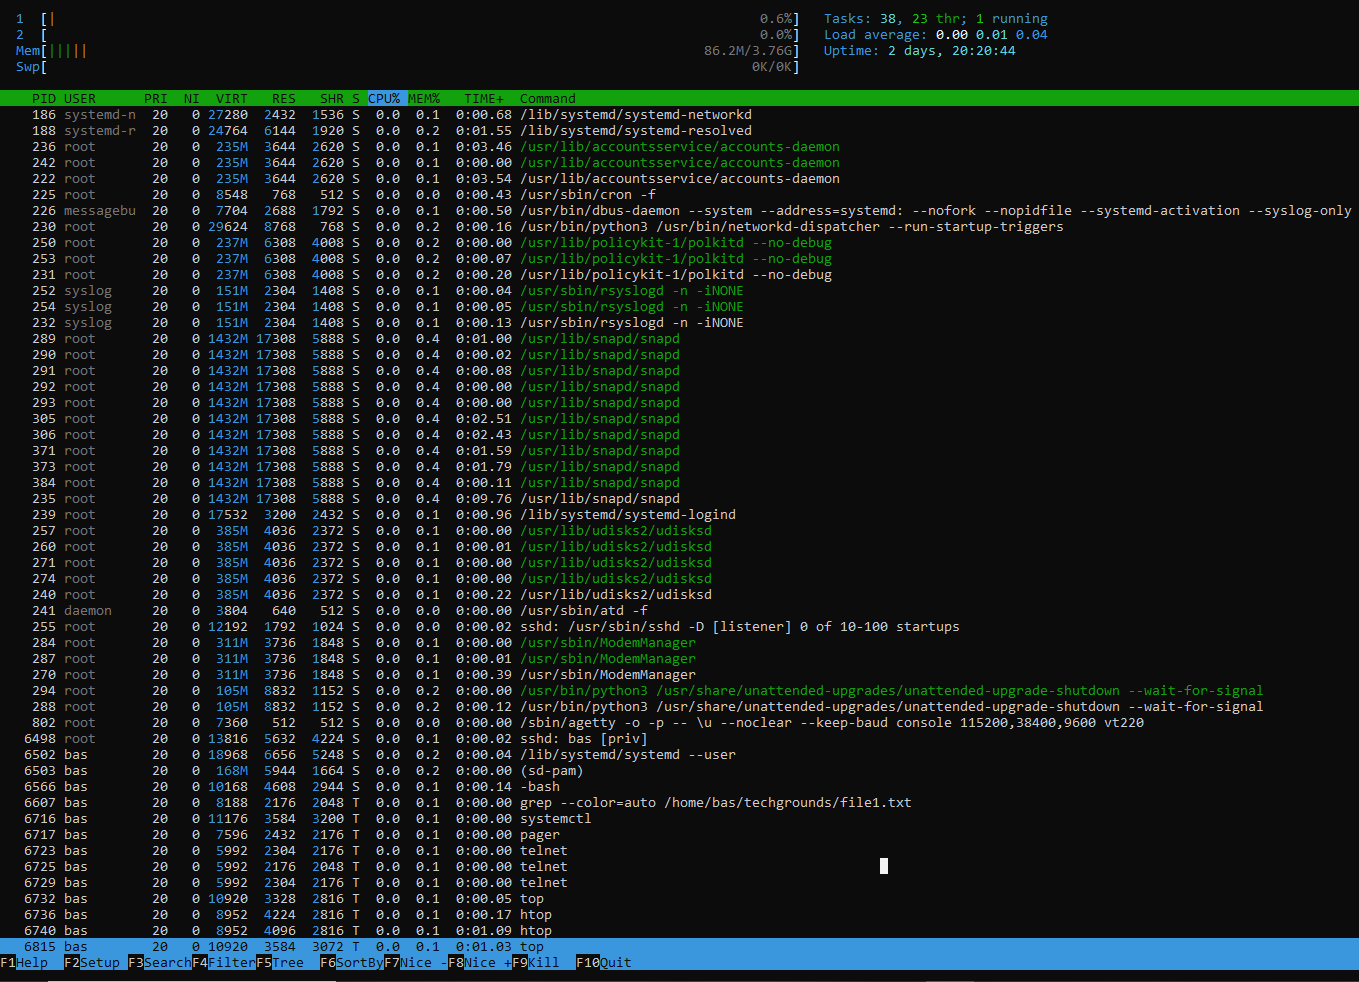 1 [| 0.6%] Tasks: 38, 23 thr; 1 running
2 [ 0.0%] Load average: 0.00 0.01 0.04
Mem[||||| 86.2M/3.76G] Uptime: 2 days, 20:20:44
Swp[ 0K/0K]
PID USER PRI NI VIRT RES SHR S CPU% MEM% TIME+ Command
186 systemd-n 20 0 27280 2432 1536 S 0.0 0.1 0:00.68 /lib/systemd/systemd-networkd
188 systemd-r 20 0 24764 6144 1920 S 0.0 0.2 0:01.55 /lib/systemd/systemd-resolved
236 root 20 0 235M 3644 2620 S 0.0 0.1 0:03.46 /usr/lib/accountsservice/accounts-daemon
242 root 20 0 235M 3644 2620 S 0.0 0.1 0:00.00 /usr/lib/accountsservice/accounts-daemon
222 root 20 0 235M 3644 2620 S 0.0 0.1 0:03.54 /usr/lib/accountsservice/accounts-daemon
225 root 20 0 8548 768 512 S 0.0 0.0 0:00.43 /usr/sbin/cron -f
226 messagebu 20 0 7704 2688 1792 S 0.0 0.1 0:00.50 /usr/bin/dbus-daemon --system --address=systemd: --nofork --nopidfile --systemd-activation --syslog-only
230 root 20 0 29624 8768 768 S 0.0 0.2 0:00.16 /usr/bin/python3 /usr/bin/networkd-dispatcher --run-startup-triggers
250 root 20 0 237M 6308 4008 S 0.0 0.2 0:00.00 /usr/lib/policykit-1/polkitd --no-debug
253 root 20 0 237M 6308 4008 S 0.0 0.2 0:00.07 /usr/lib/policykit-1/polkitd --no-debug
231 root 20 0 237M 6308 4008 S 0.0 0.2 0:00.20 /usr/lib/policykit-1/polkitd --no-debug
252 syslog 20 0 151M 2304 1408 S 0.0 0.1 0:00.04 /usr/sbin/rsyslogd -n -iNONE
254 syslog 20 0 151M 2304 1408 S 0.0 0.1 0:00.05 /usr/sbin/rsyslogd -n -iNONE
232 syslog 20 0 151M 2304 1408 S 0.0 0.1 0:00.13 /usr/sbin/rsyslogd -n -iNONE
289 root 20 0 1432M 17308 5888 S 0.0 0.4 0:01.00 /usr/lib/snapd/snapd
290 root 20 0 1432M 17308 5888 S 0.0 0.4 0:00.02 /usr/lib/snapd/snapd
291 root 20 0 1432M 17308 5888 S 0.0 0.4 0:00.08 /usr/lib/snapd/snapd
292 root 20 0 1432M 17308 5888 S 0.0 0.4 0:00.00 /usr/lib/snapd/snapd
293 root 20 0 1432M 17308 5888 S 0.0 0.4 0:00.00 /usr/lib/snapd/snapd
305 root 20 0 1432M 17308 5888 S 0.0 0.4 0:02.51 /usr/lib/snapd/snapd
306 root 20 0 1432M 17308 5888 S 0.0 0.4 0:02.43 /usr/lib/snapd/snapd
371 root 20 0 1432M 17308 5888 S 0.0 0.4 0:01.59 /usr/lib/snapd/snapd
373 root 20 0 1432M 17308 5888 S 0.0 0.4 0:01.79 /usr/lib/snapd/snapd
384 root 20 0 1432M 17308 5888 S 0.0 0.4 0:00.11 /usr/lib/snapd/snapd
235 root 20 0 1432M 17308 5888 S 0.0 0.4 0:09.76 /usr/lib/snapd/snapd
239 root 20 0 17532 3200 2432 S 0.0 0.1 0:00.96 /lib/systemd/systemd-logind
257 root 20 0 385M 4036 2372 S 0.0 0.1 0:00.00 /usr/lib/udisks2/udisksd
260 root 20 0 385M 4036 2372 S 0.0 0.1 0:00.01 /usr/lib/udisks2/udisksd
271 root 20 0 385M 4036 2372 S 0.0 0.1 0:00.00 /usr/lib/udisks2/udisksd
274 root 20 0 385M 4036 2372 S 0.0 0.1 0:00.00 /usr/lib/udisks2/udisksd
240 root 20 0 385M 4036 2372 S 0.0 0.1 0:00.22 /usr/lib/udisks2/udisksd
241 daemon 20 0 3804 640 512 S 0.0 0.0 0:00.00 /usr/sbin/atd -f
255 root 20 0 12192 1792 1024 S 0.0 0.0 0:00.02 sshd: /usr/sbin/sshd -D [listener] 0 of 10-100 startups
284 root 20 0 311M 3736 1848 S 0.0 0.1 0:00.00 /usr/sbin/ModemManager
287 root 20 0 311M 3736 1848 S 0.0 0.1 0:00.01 /usr/sbin/ModemManager
270 root 20 0 311M 3736 1848 S 0.0 0.1 0:00.39 /usr/sbin/ModemManager
294 root 20 0 105M 8832 1152 S 0.0 0.2 0:00.00 /usr/bin/python3 /usr/share/unattended-upgrades/unattended-upgrade-shutdown --wait-for-signal
288 root 20 0 105M 8832 1152 S 0.0 0.2 0:00.12 /usr/bin/python3 /usr/share/unattended-upgrades/unattended-upgrade-shutdown --wait-for-signal
802 root 20 0 7360 512 512 S 0.0 0.0 0:00.00 /sbin/agetty -o -p -- \u --noclear --keep-baud console 115200,38400,9600 vt220
6498 root 20 0 13816 5632 4224 S 0.0 0.1 0:00.02 sshd: bas [priv]
6502 bas 20 0 18968 6656 5248 S 0.0 0.2 0:00.04 /lib/systemd/systemd --user
6503 bas 20 0 168M 5944 1664 S 0.0 0.2 0:00.00 (sd-pam)
6566 bas 20 0 10168 4608 2944 S 0.0 0.1 0:00.14 -bash
6607 bas 20 0 8188 2176 2048 T 0.0 0.1 0:00.00 grep --color=auto /home/bas/techgrounds/file1.txt
6716 bas 20 0 11176 3584 3200 T 0.0 0.1 0:00.00 systemctl
6717 bas 20 0 7596 2432 2176 T 0.0 0.1 0:00.00 pager
6723 bas 20 0 5992 2304 2176 T 0.0 0.1 0:00.00 telnet
6725 bas 20 0 5992 2176 2048 T 0.0 0.1 0:00.00 telnet
6729 bas 20 0 5992 2304 2176 T 0.0 0.1 0:00.00 telnet
6732 bas 20 0 10920 3328 2816 T 0.0 0.1 0:00.05 top
6736 bas 20 0 8952 4224 2816 T 0.0 0.1 0:00.17 htop
6740 bas 20 0 8952 4096 2816 T 0.0 0.1 0:01.09 htop
6815 bas 20 0 10920 3584 3072 T 0.0 0.1 0:01.03 top
F1Help F2Setup F3SearchF4FilterF5Tree F6SortByF7Nice -F8Nice +F9Kill F10Quit